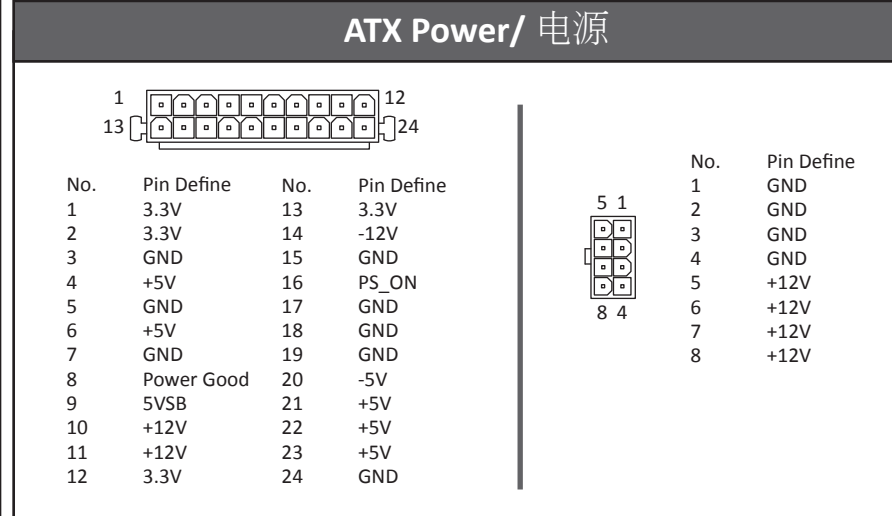 ATX Power/ 电源
1 12
13 24
No. Pin Define No. Pin Define
1 3.3V 13 3.3V
2 3.3V 14 -12V
3 GND 15 GND
4 +5V 16 PS_ON
5 GND 17 GND
6 +5V 18 GND
7 GND 19 GND
8 Power Good 20 -5V
9 5VSB 21 +5V
10 +12V 22 +5V
11 +12V 23 +5V
12 3.3V 24 GND
5 1
8 4
No. Pin Define
1 GND
2 GND
3 GND
4 GND
5 +12V
6 +12V
7 +12V
8 +12V